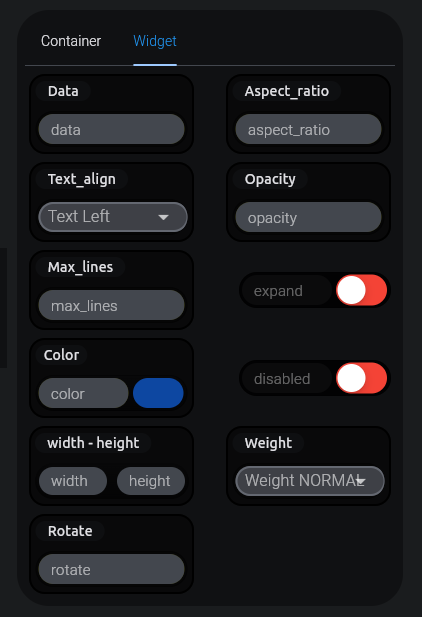 Container Widget
Data
data
Aspect_ratio
aspect_ratio
Text_align
Text Left
Opacity
opacity
Max_lines
max_lines
expand
Color
color
disabled
width - height
width height
Weight
Weight NORMAL
Rotate
rotate